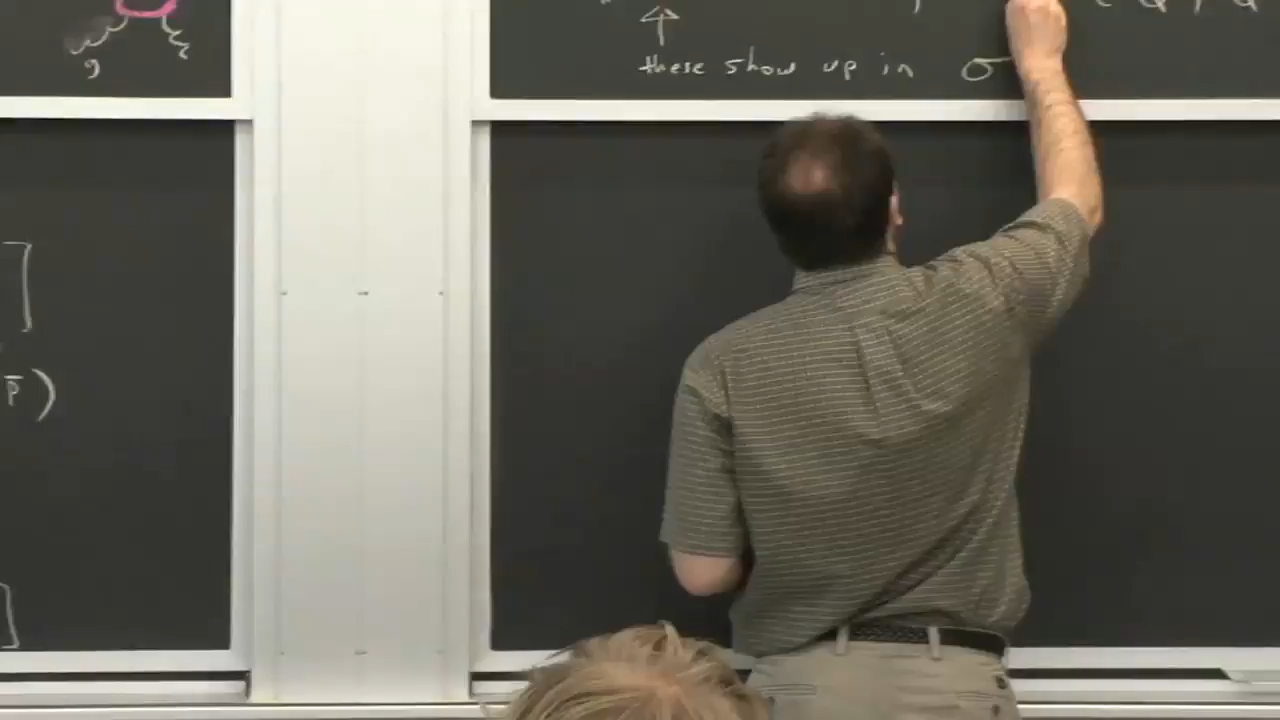 these show up in σ
g
]
p̄ )
]